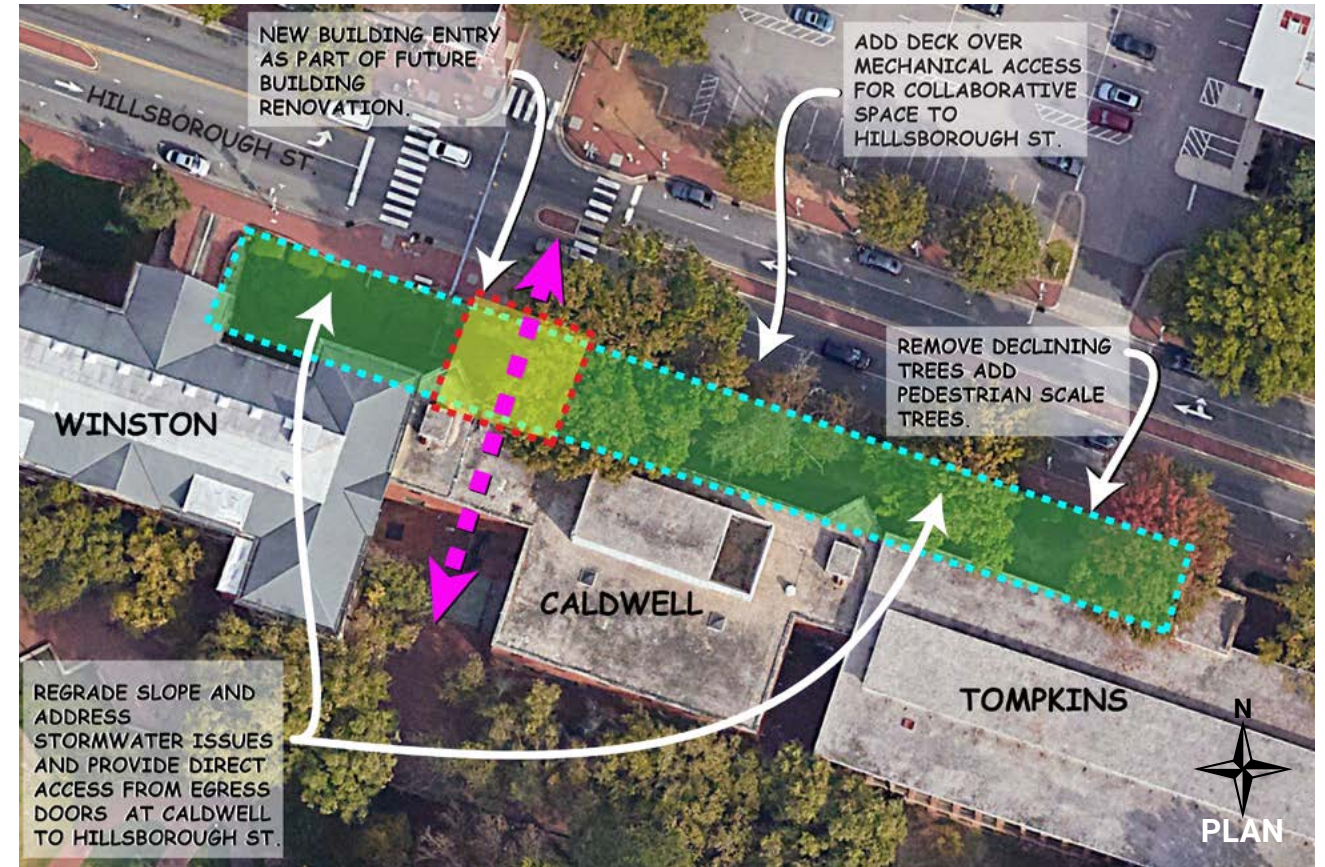 NEW BUILDING ENTRY
AS PART OF FUTURE
BUILDING
RENOVATION.
ADD DECK OVER
MECHANICAL ACCESS
FOR COLLABORATIVE
SPACE TO
HILLSBOROUGH ST.
HILLSBOROUGH ST.
REMOVE DECLINING
TREES ADD
PEDESTRIAN SCALE
TREES.
WINSTON
CALDWELL
TOMPKINS
REGRADE SLOPE AND
ADDRESS
STORMWATER ISSUES
AND PROVIDE DIRECT
ACCESS FROM EGRESS
DOORS AT CALDWELL
TO HILLSBOROUGH ST.
N
PLAN